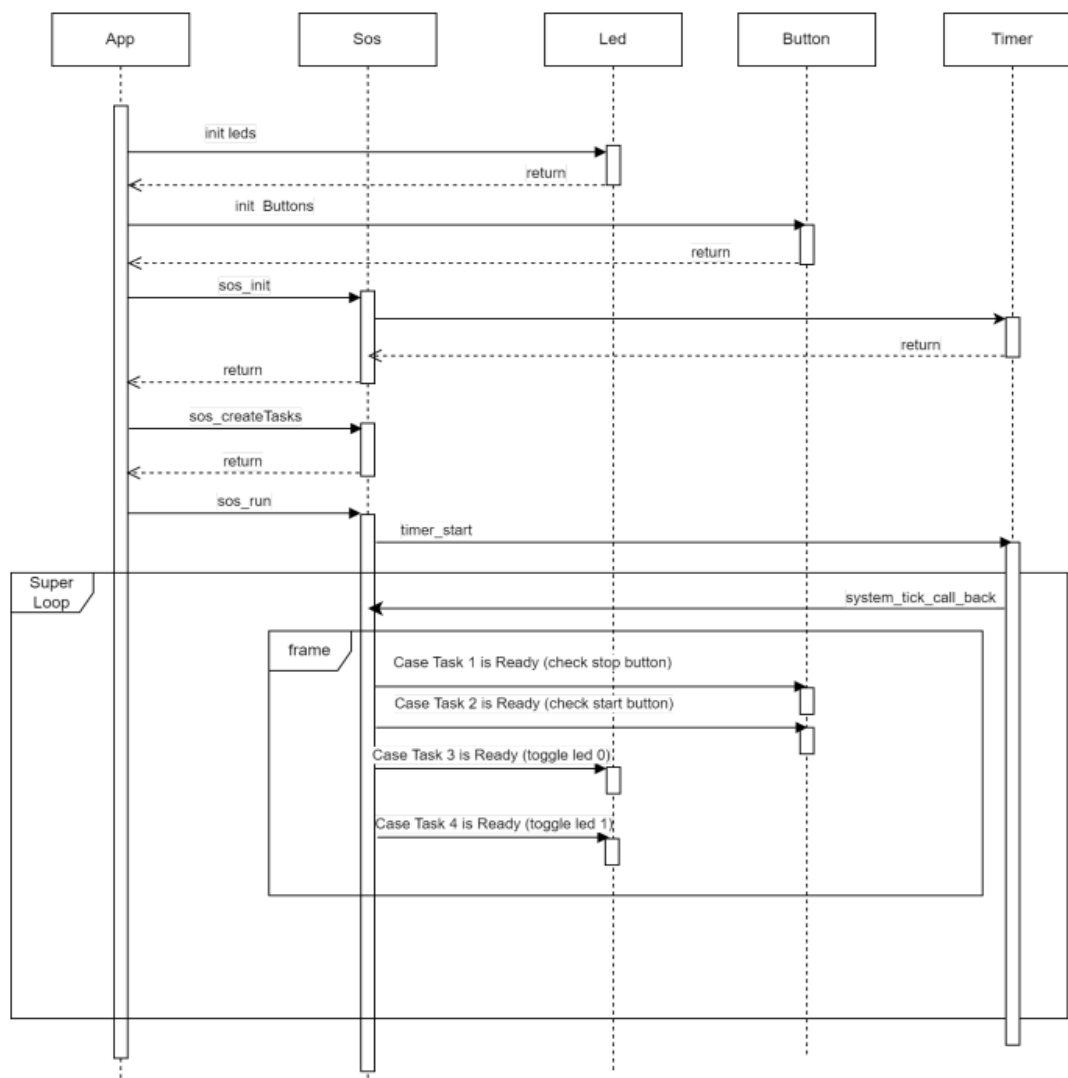 App
Sos
Led
Button
Timer
init leds
return
init Buttons
return
sos_init
return
return
sos_createTasks
return
sos_run
timer_start
Super
Loop
system_tick_call_back
frame
Case Task 1 is Ready (check stop button)
Case Task 2 is Ready (check start button)
Case Task 3 is Ready (toggle led 0)
Case Task 4 is Ready (toggle led 1)